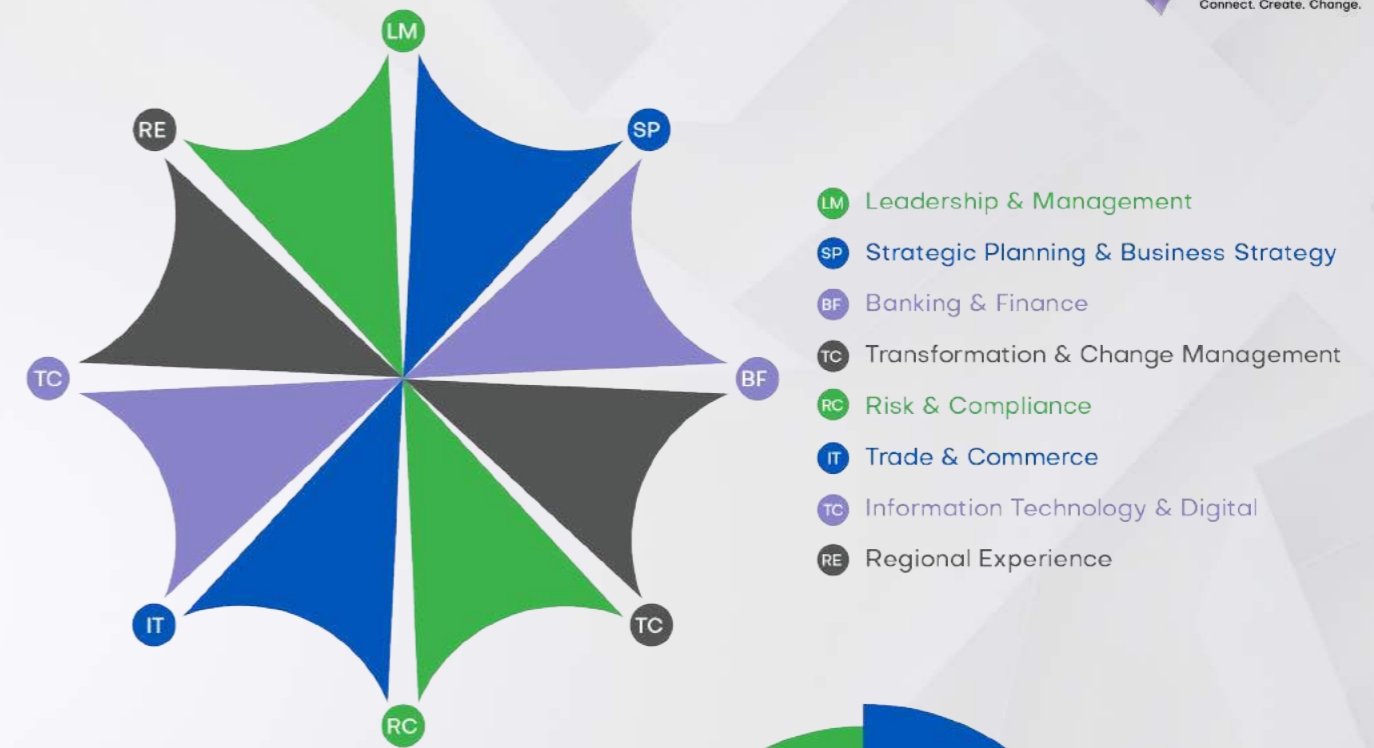 Connect. Create. Change.
LM
RE
SP
TC
BF
IT
TC
RC
LM Leadership & Management
SP Strategic Planning & Business Strategy
BF Banking & Finance
TC Transformation & Change Management
RC Risk & Compliance
IT Trade & Commerce
TC Information Technology & Digital
RE Regional Experience